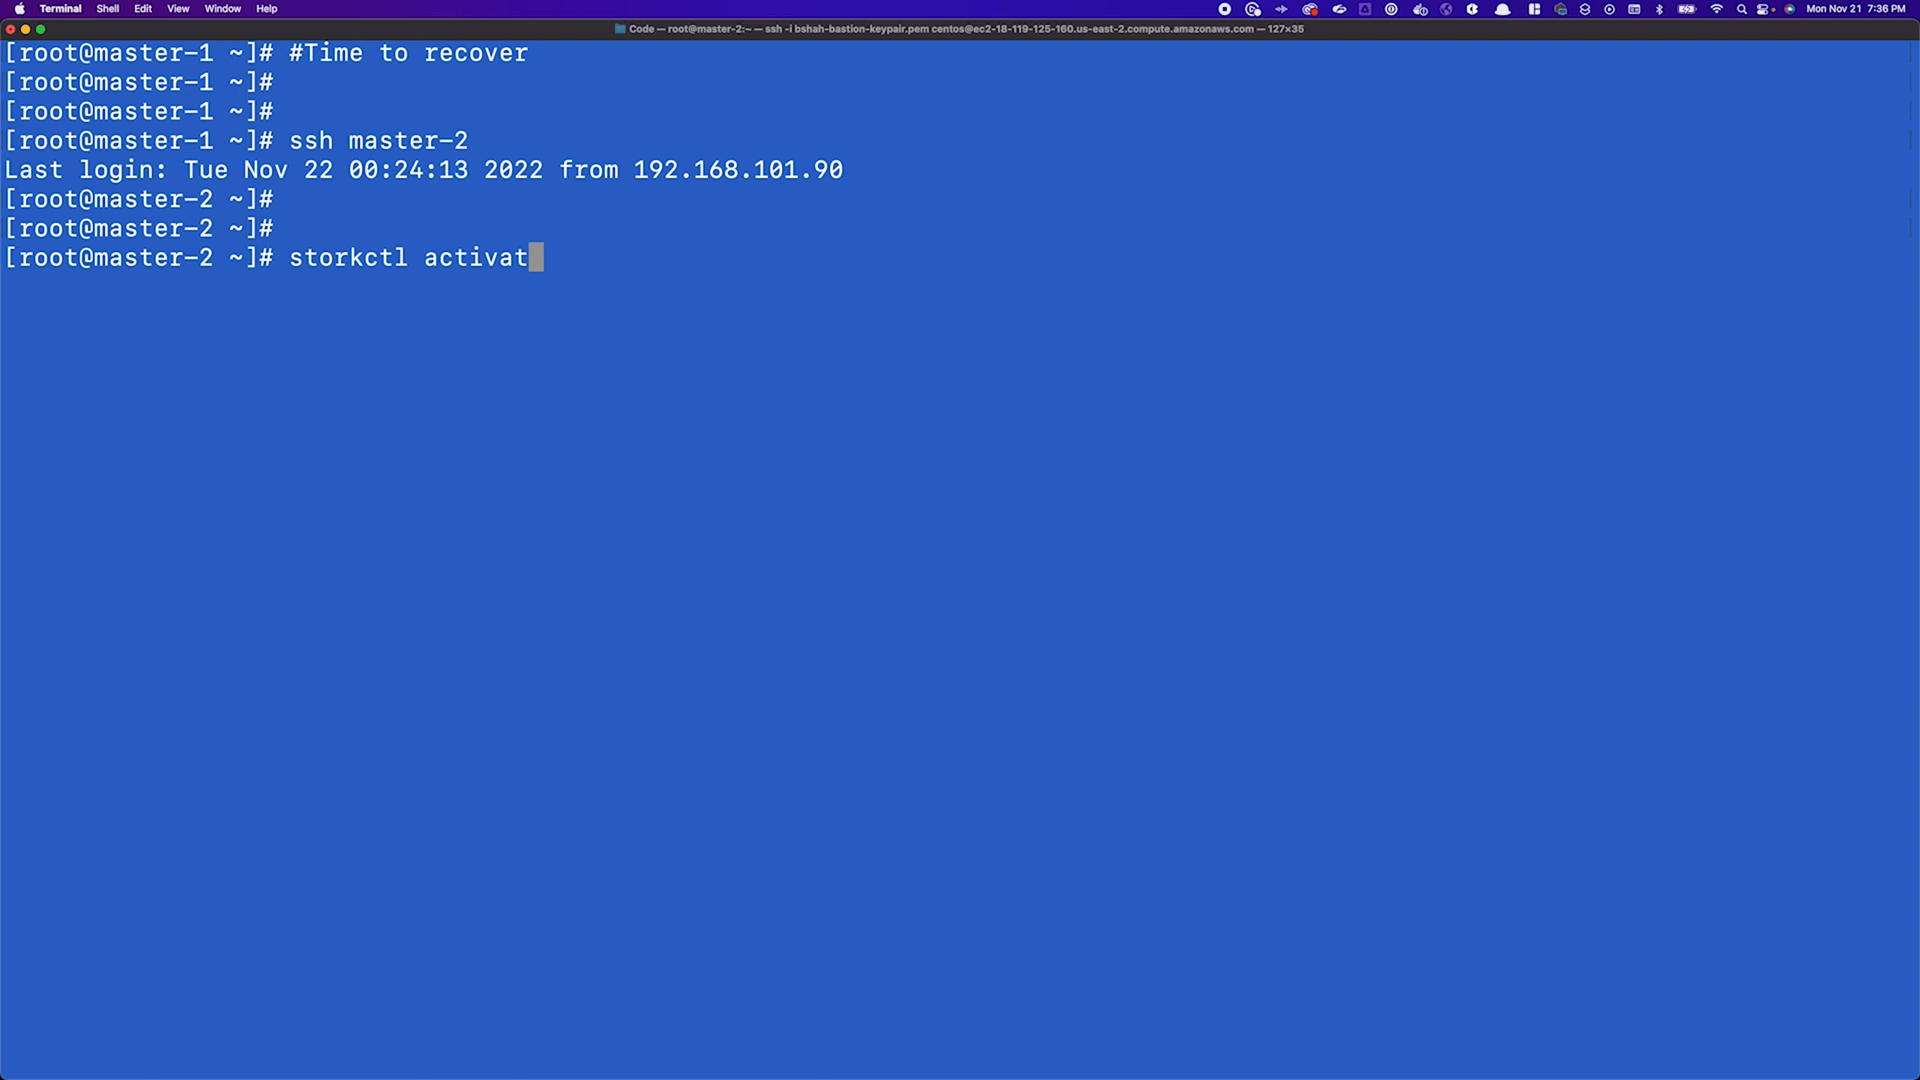 Terminal Shell Edit View Window Help Mon Nov 21 7:36 PM
Code — root@master-2:~ — ssh -i bshah-bastion-keypair.pem centos@ec2-18-119-125-160.us-east-2.compute.amazonaws.com — 127×35
[root@master-1 ~]# #Time to recover
[root@master-1 ~]#
[root@master-1 ~]#
[root@master-1 ~]# ssh master-2
Last login: Tue Nov 22 00:24:13 2022 from 192.168.101.90
[root@master-2 ~]#
[root@master-2 ~]#
[root@master-2 ~]# storkctl activat